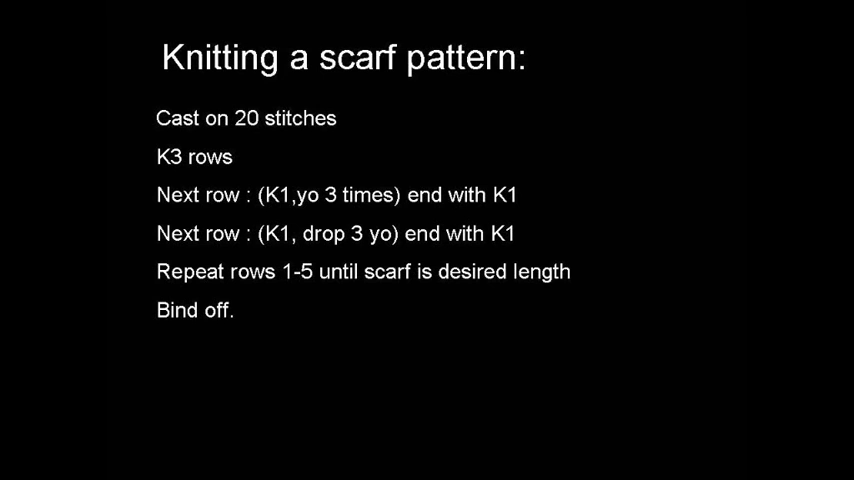 Knitting a scarf pattern:
Cast on 20 stitches
K3 rows
Next row : (K1,yo 3 times) end with K1
Next row : (K1, drop 3 yo) end with K1
Repeat rows 1-5 until scarf is desired length
Bind off.